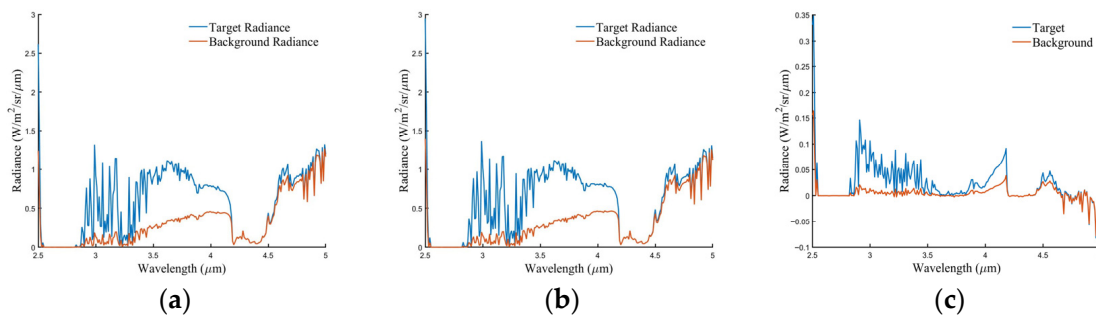 3
2.5
2
1.5
1
0.5
0
Radiance (W/m²/sr/μm)
Target Radiance
Background Radiance
2.5 3 3.5 4 4.5 5
Wavelength (μm)
(a)
3
2.5
2
1.5
1
0.5
0
Radiance (W/m²/sr/μm)
Target Radiance
Background Radiance
2.5 3 3.5 4 4.5 5
Wavelength (μm)
(b)
0.35
0.3
0.25
0.2
0.15
0.1
0.05
0
-0.05
-0.1
Radiance (W/m²/sr/μm)
Target
Background
2.5 3 3.5 4 4.5 5
Wavelength (μm)
(c)